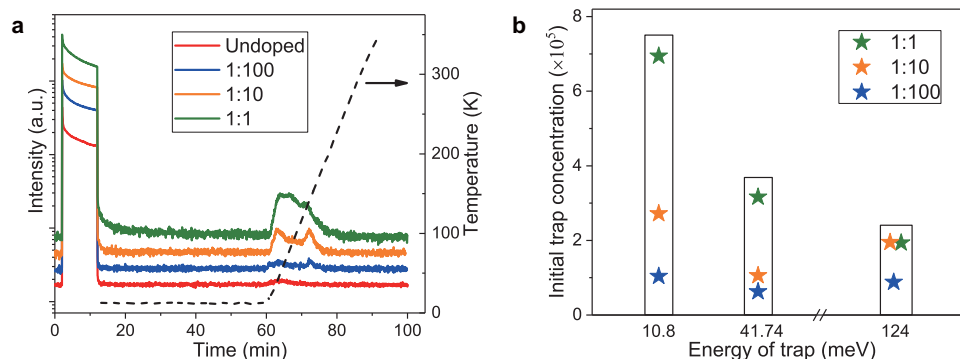 a
Undoped
1:100
1:10
1:1
Intensity (a.u.)
Temperature (K)
300
200
100
0
0 20 40 60 80 100
Time (min)
b
1:1
1:10
1:100
Initial trap concentration (×10⁵)
8
6
4
2
0
10.8 41.74 124
Energy of trap (meV)